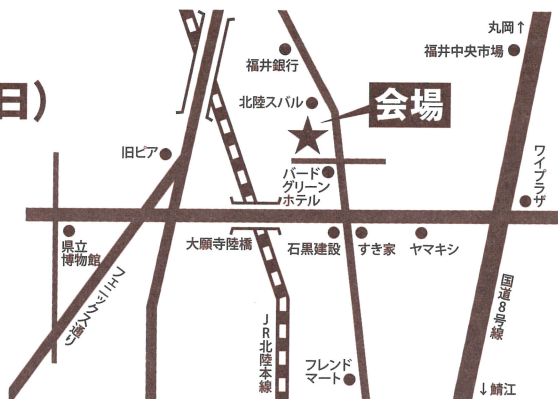 日)
丸岡↑
福井中央市場
福井銀行
北陸スバル
会場
旧ピア
バード
グリーン
ホテル
ワイプラザ
県立
博物館
大願寺陸橋
石黒建設
すき家
ヤマキシ
フェニックス通り
国道8号線
JR北陸本線
フレンド
マート
↓鯖江